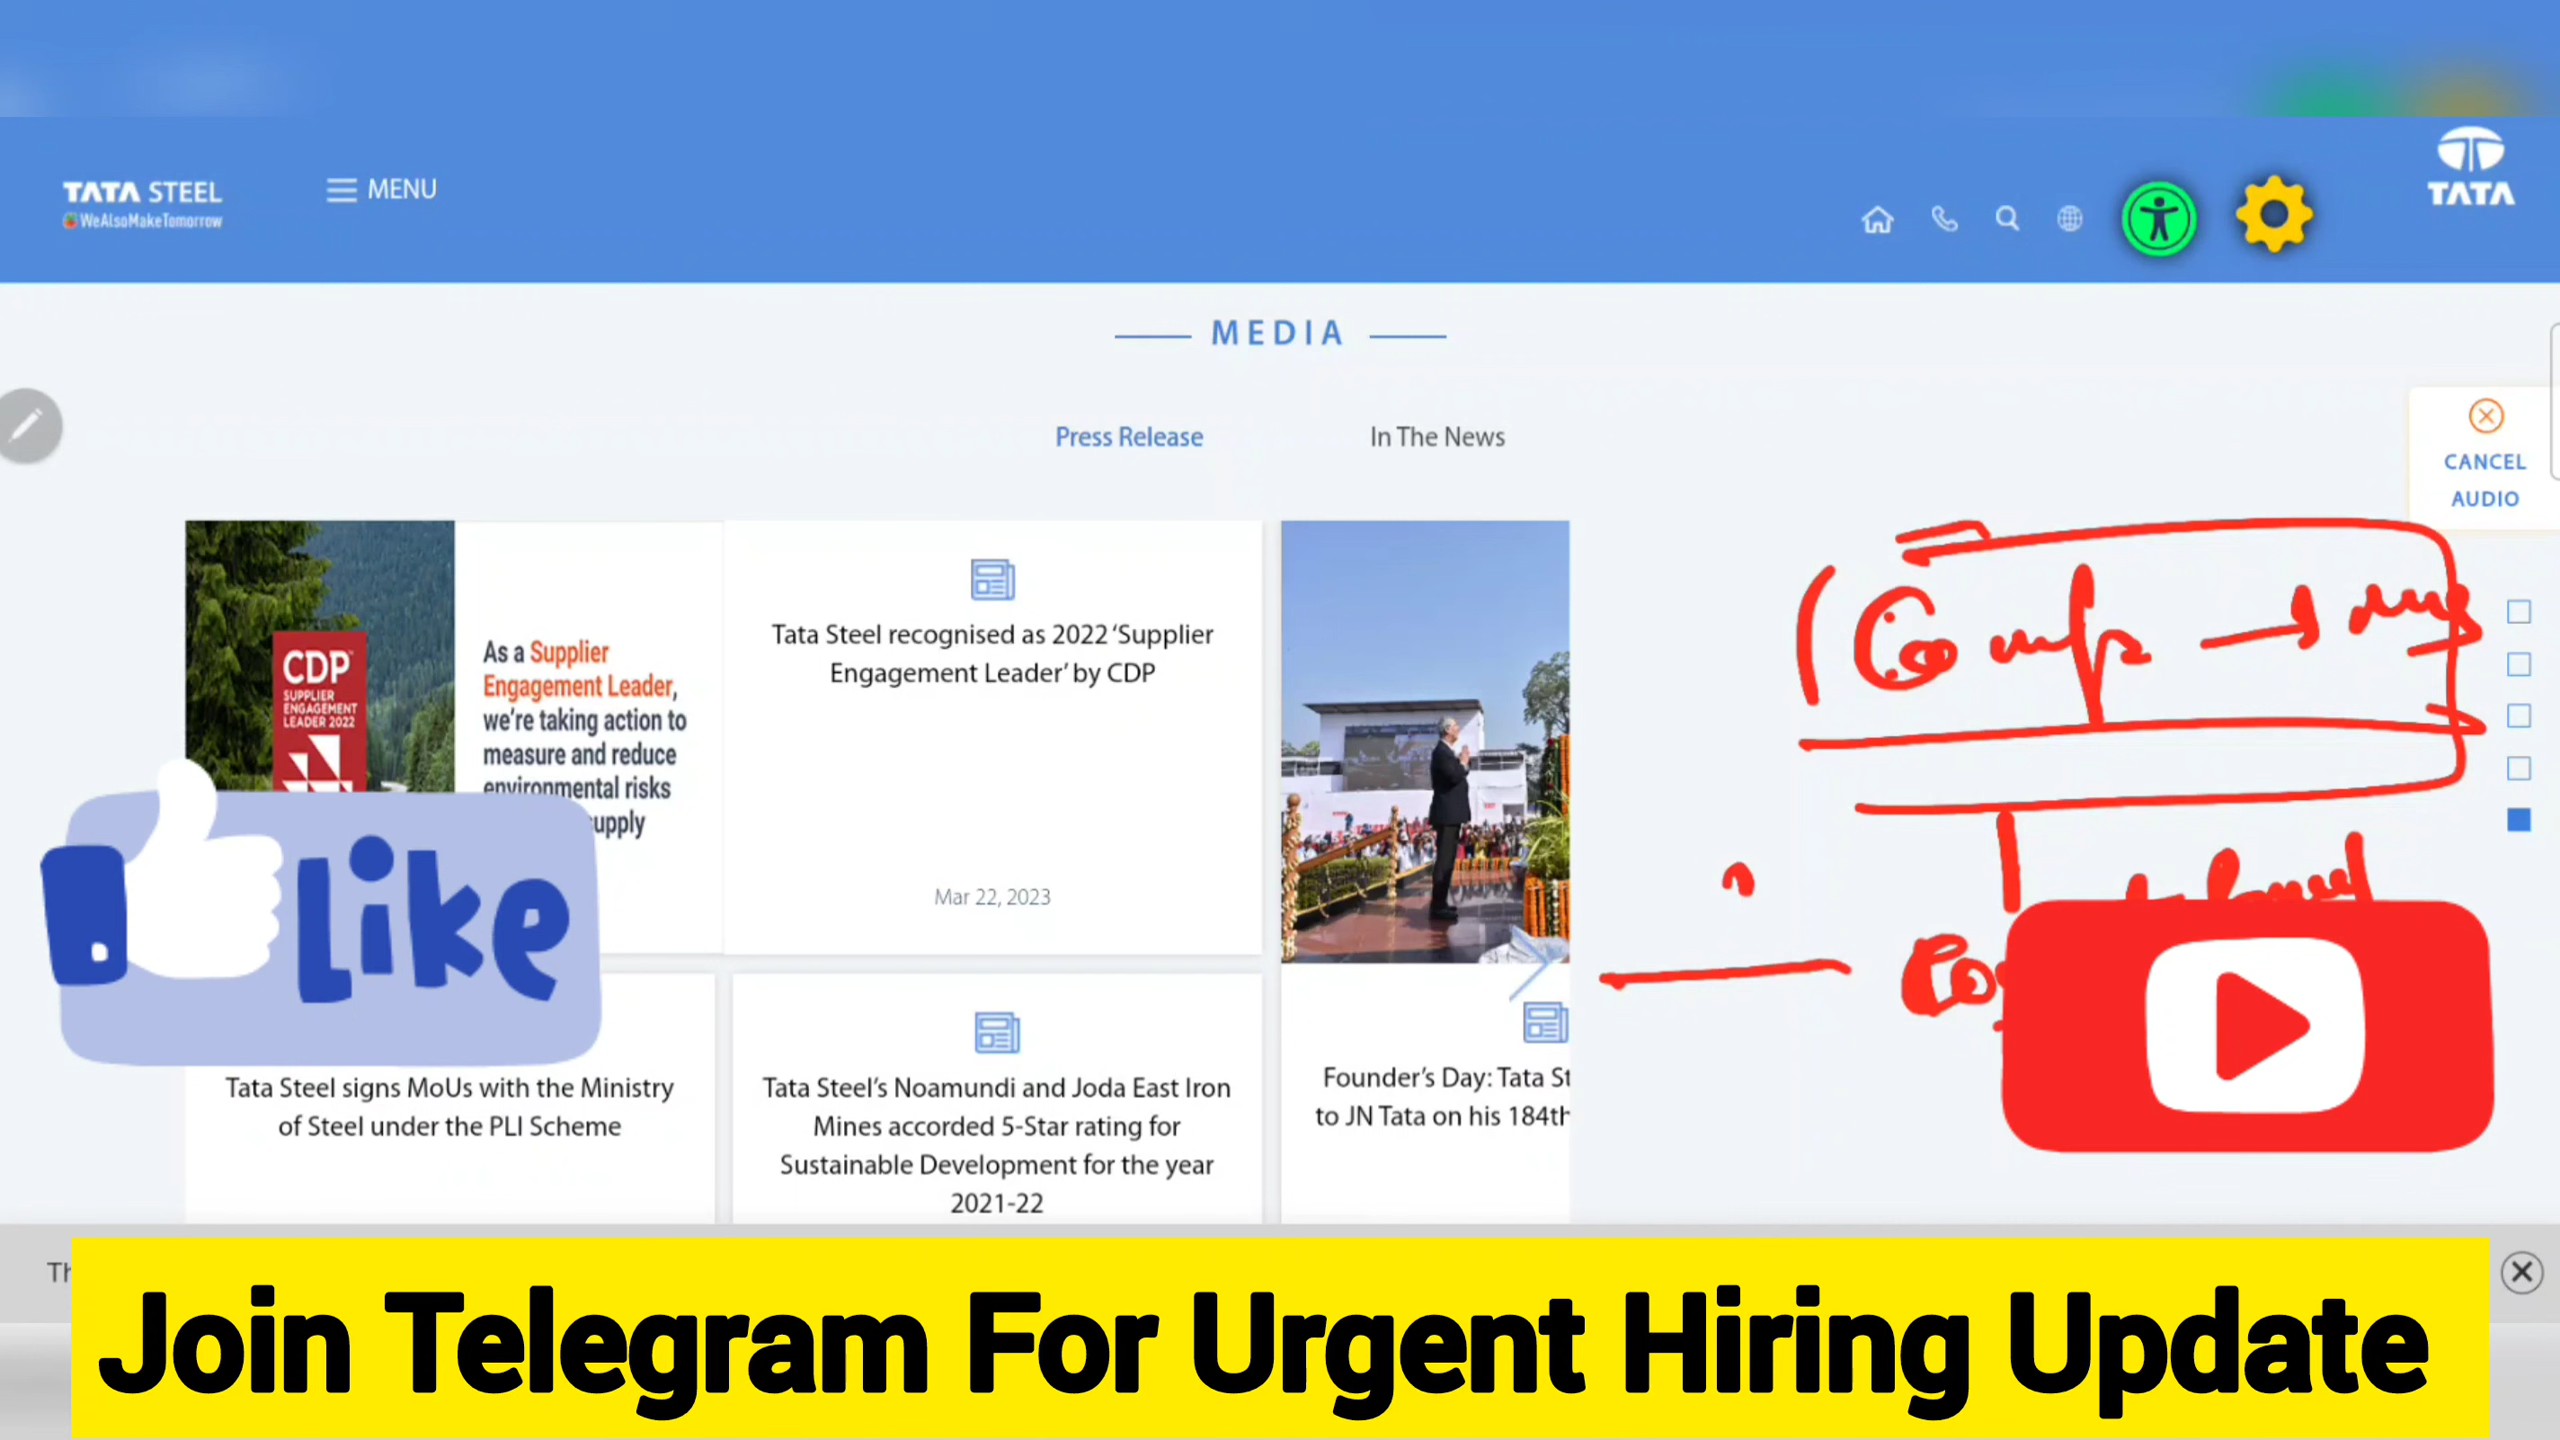 TATA STEEL
WeAlsoMakeTomorrow
MENU
TATA
MEDIA
Press Release
In The News
CANCEL
AUDIO
CDP
SUPPLIER
ENGAGEMENT
LEADER 2022
As a Supplier
Engagement Leader,
we're taking action to
measure and reduce
environmental risks
upply
Tata Steel recognised as 2022 'Supplier
Engagement Leader' by CDP
Mar 22, 2023
Like
Tata Steel signs MoUs with the Ministry
of Steel under the PLI Scheme
Tata Steel's Noamundi and Joda East Iron
Mines accorded 5-Star rating for
Sustainable Development for the year
2021-22
Founder's Day: Tata St
to JN Tata on his 184th
Join Telegram For Urgent Hiring Update